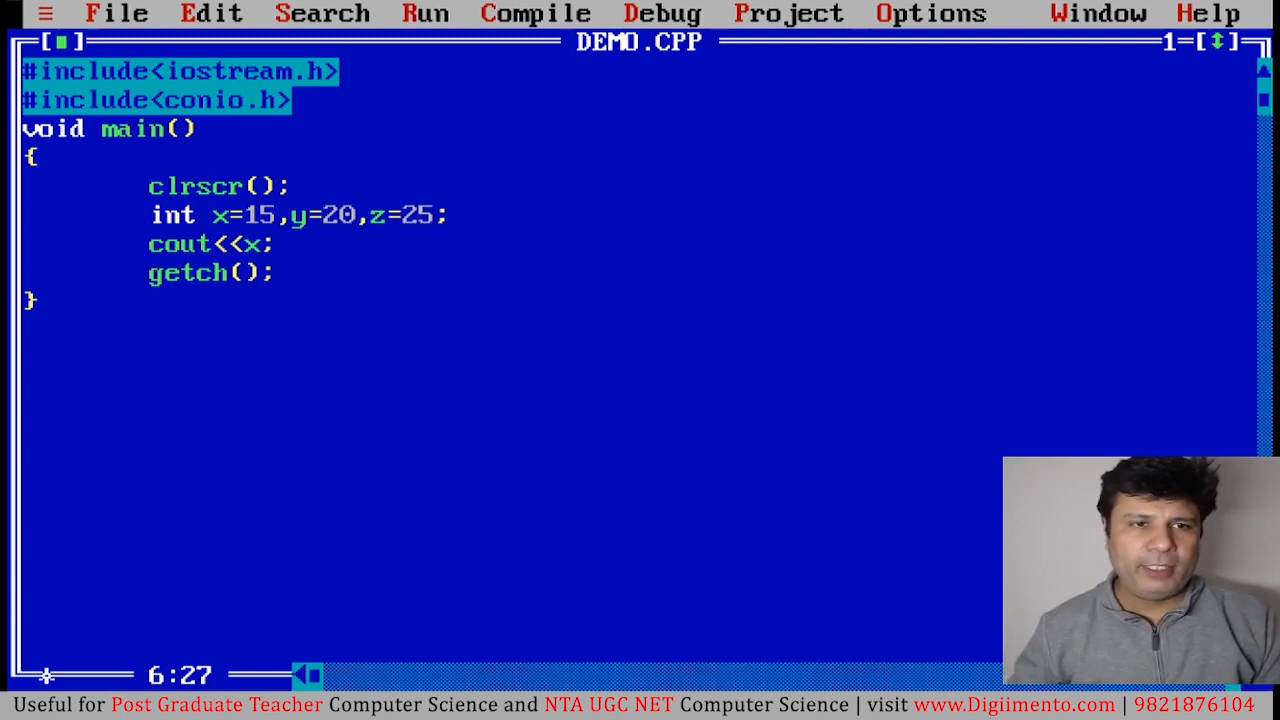 ≡ File Edit Search Run Compile Debug Project Options Window Help
[■] DEMO.CPP 1=[↕]
#include<iostream.h>
#include<conio.h>
void main()
{
clrscr();
int x=15,y=20,z=25;
cout<<x;
getch();
}
6:27
Useful for Post Graduate Teacher Computer Science and NTA UGC NET Computer Science | visit www.Digiimento.com | 9821876104